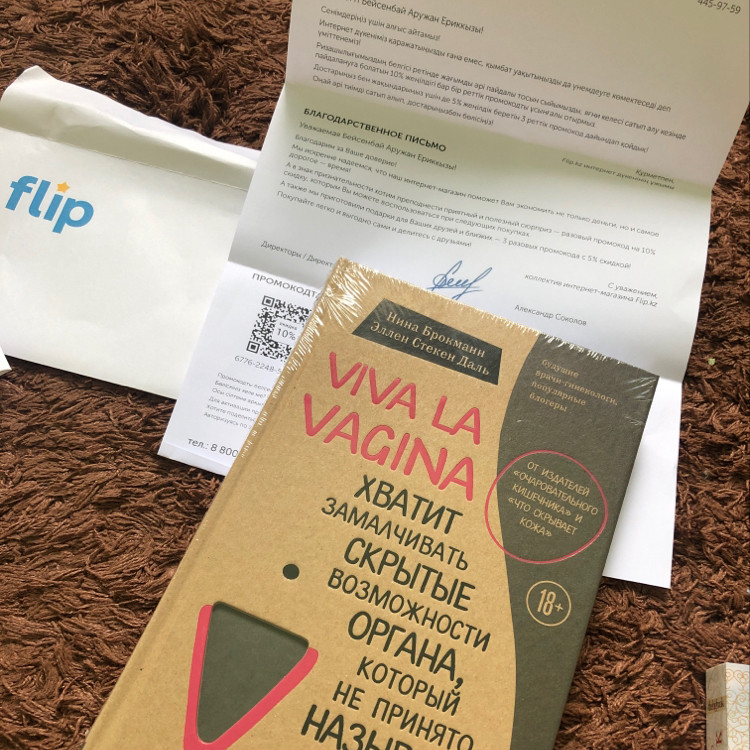 flip
445-97-59
Бейсенбай Аружан Ериккызы!
Сенімдеріңіз үшін алғыс айтамыз!
Интернет дүкеніміз қаражатыңызды ғана емес, қымбат уақытыңызды да үнемдеуге көмектеседі деп
үміттенеміз!
Ризашылығымыздың белгісі ретінде жағымды әрі пайдалы тосын сыйымызды, яғни келесі сатып алу кезінде
пайдалануға болатын 10% жеңілдігі бар бір реттік промокодты ұсынғалы отырмыз.
Достарыңыз бен жақындарыңыз үшін де 5% жеңілдік беретін 3 реттік промокод дайындап қойдық!
Оңай әрі тиімді сатып алып, достарыңызбен бөлісіңіз!
Құрметпен,
Flip.kz интернет-дүкенінің ұжымы
БЛАГОДАРСТВЕННОЕ ПИСЬМО
Уважаемая Бейсенбай Аружан Ериккызы!
Благодарим за Ваше доверие!
Мы искренне надеемся, что наш интернет-магазин поможет Вам экономить не только деньги, но и самое
дорогое — время!
А в знак признательности хотим преподнести приятный и полезный сюрприз — разовый промокод на 10%
скидку, которым Вы можете воспользоваться при следующих покупках.
А также мы приготовили подарки для Ваших друзей и близких — 3 разовых промокода с 5% скидкой!
Покупайте легко и выгодно сами и делитесь с друзьями!
С уважением,
коллектив интернет-магазина Flip.kz
Директоры / Директор
Александр Соколов
ПРОМОКОДТА
скидка
10%
6776-2248-
тел.: 8 800
Нина Брокманн
Эллен Стекен Даль
будущие
врачи-гинекологи,
популярные
блогеры
VIVA LA
VAGINA
ХВАТИТ
ЗАМАЛЧИВАТЬ
СКРЫТЫЕ
ВОЗМОЖНОСТИ
ОРГАНА,
КОТОРЫЙ
НЕ ПРИНЯТО
НАЗЫВ
ОТ ИЗДАТЕЛЕЙ
«ОЧАРОВАТЕЛЬНОГО
КИШЕЧНИКА» И
«ЧТО СКРЫВАЕТ
КОЖА»
18+